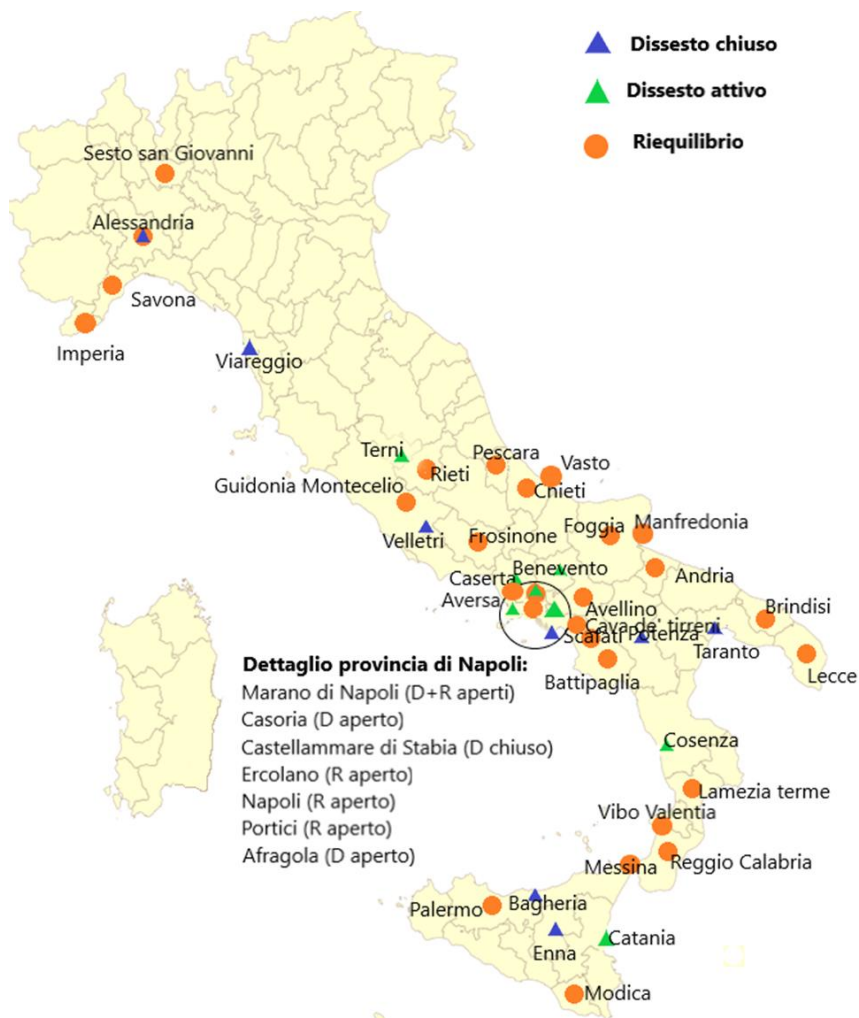 Dissesto chiuso
Dissesto attivo
Riequilibrio
Sesto san Giovanni
Alessandria
Savona
Imperia
Viareggio
Terni
Rieti
Pescara
Vasto
Chieti
Guidonia Montecelio
Velletri
Frosinone
Foggia
Manfredonia
Andria
Benevento
Caserta
Aversa
Avellino
Cava de' tirreni
Scafati
Potenza
Battipaglia
Taranto
Brindisi
Lecce
Dettaglio provincia di Napoli:
Marano di Napoli (D+R aperti)
Casoria (D aperto)
Castellammare di Stabia (D chiuso)
Ercolano (R aperto)
Napoli (R aperto)
Portici (R aperto)
Afragola (D aperto)
Cosenza
Lamezia terme
Vibo Valentia
Reggio Calabria
Messina
Palermo
Bagheria
Enna
Catania
Modica